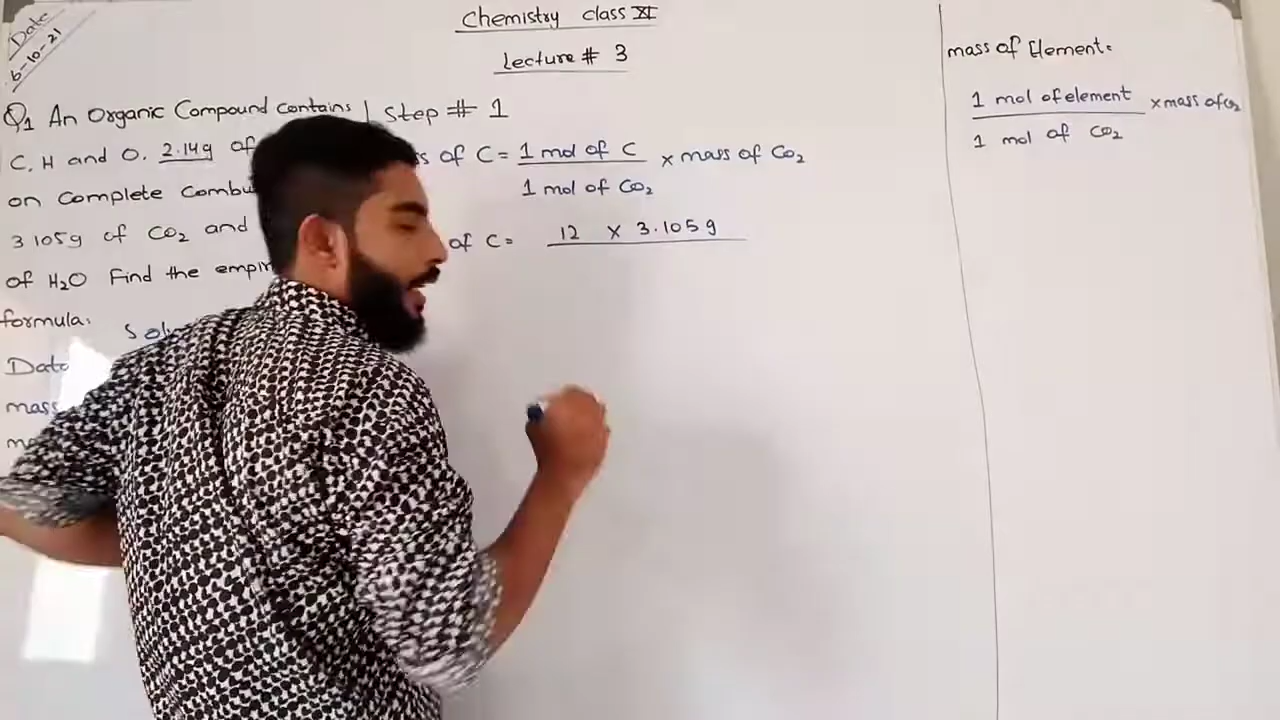 Date
6-10-21
Chemistry class XI
Lecture # 3
Q1 An Organic Compound contains
C, H and O. 2.14g of
on Complete Combu
3.105g of CO2 and
of H2O Find the empir
formula.
Solu
Data
mass
Step # 1
s of C = 1 mol of C / 1 mol of CO2 x mass of CO2
of C = 12 x 3.105g
mass of Element:
1 mol of element / 1 mol of CO2 x mass of CO2